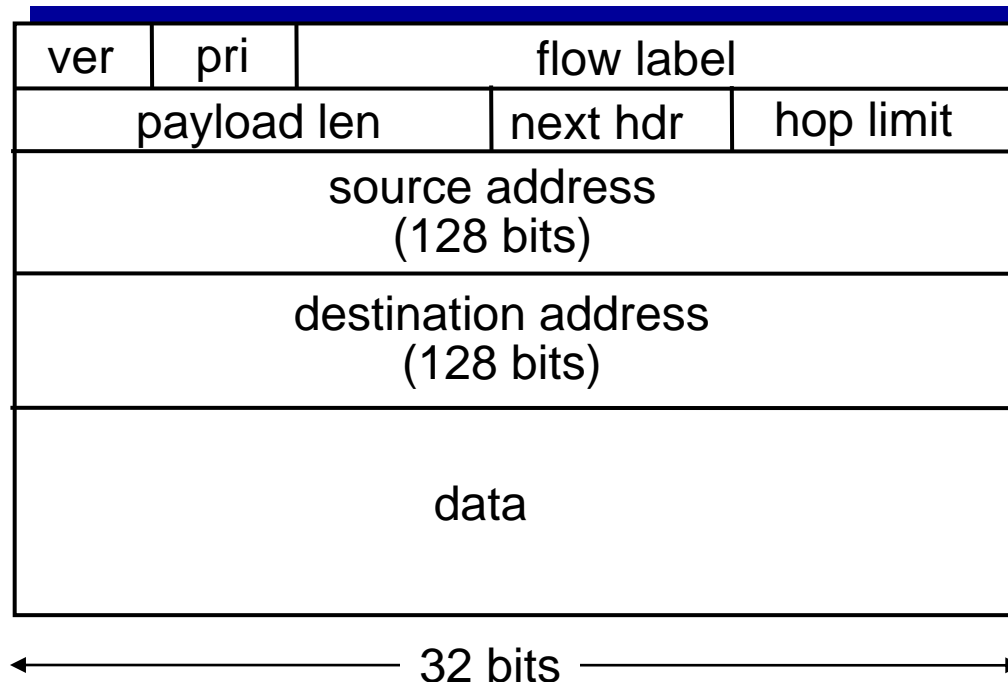 ver pri flow label
payload len next hdr hop limit
source address
(128 bits)
destination address
(128 bits)
data
32 bits